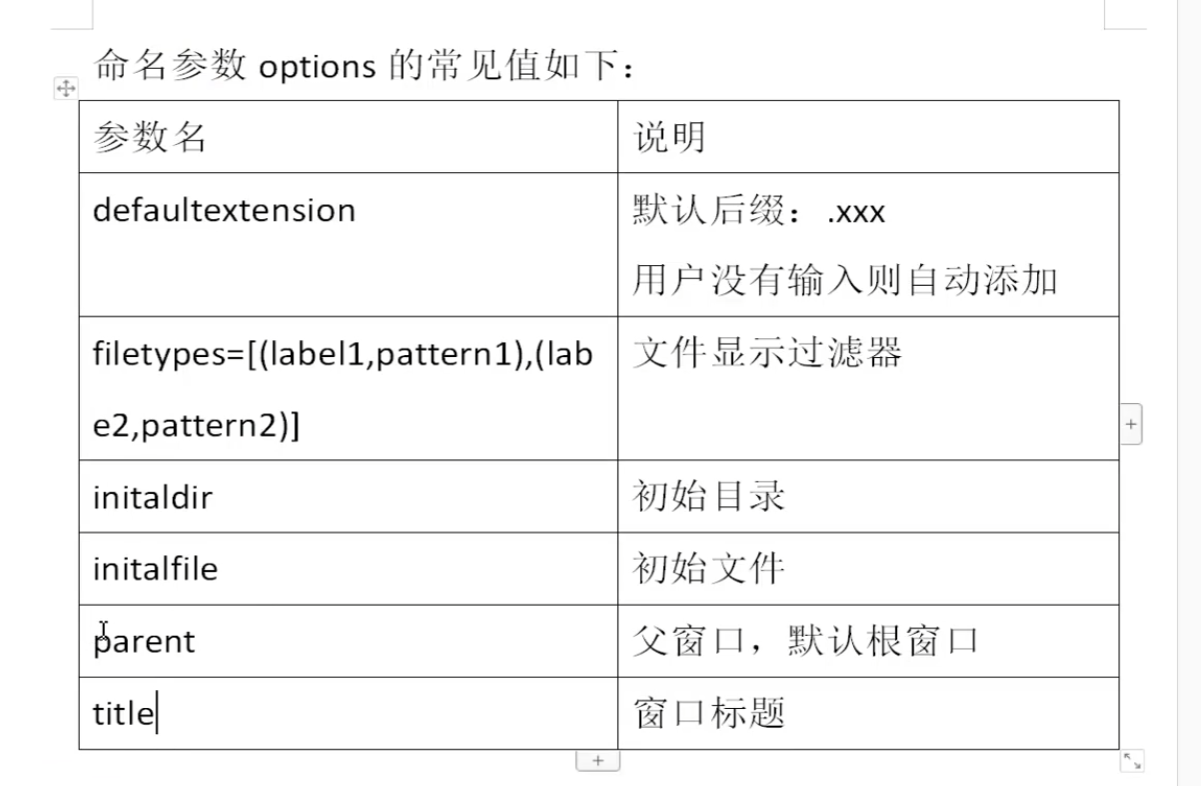 命名参数 options 的常见值如下：
参数名 说明
defaultextension 默认后缀：.xxx
用户没有输入则自动添加
filetypes=[(label1,pattern1),(lab 文件显示过滤器
e2,pattern2)]
initaldir 初始目录
initalfile 初始文件
parent 父窗口，默认根窗口
title 窗口标题